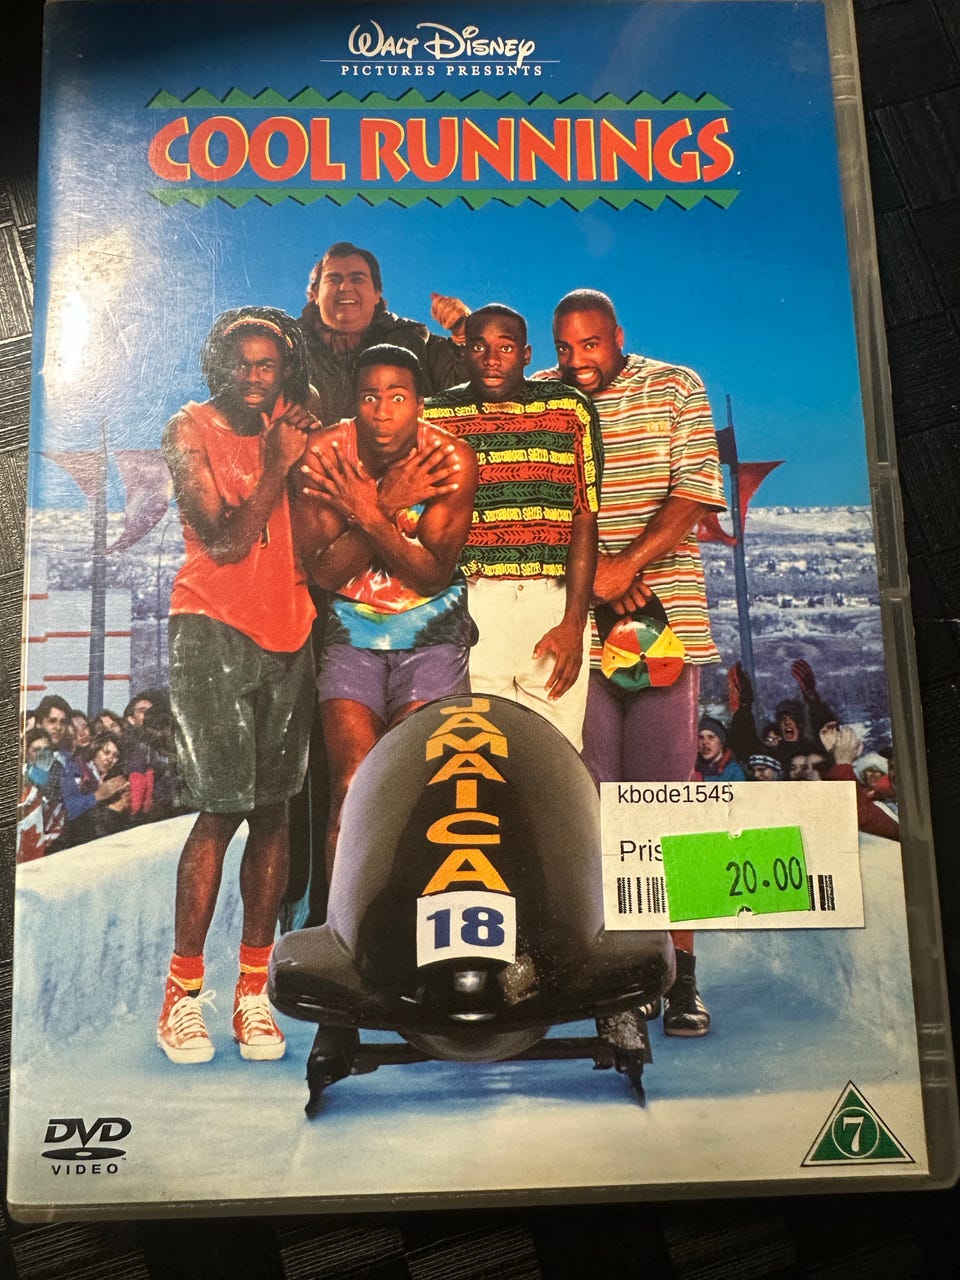 WALT DISNEY
PICTURES PRESENTS
COOL RUNNINGS
JAMAICA
18
kbode1545
Pris
20.00
DVD
VIDEO
7